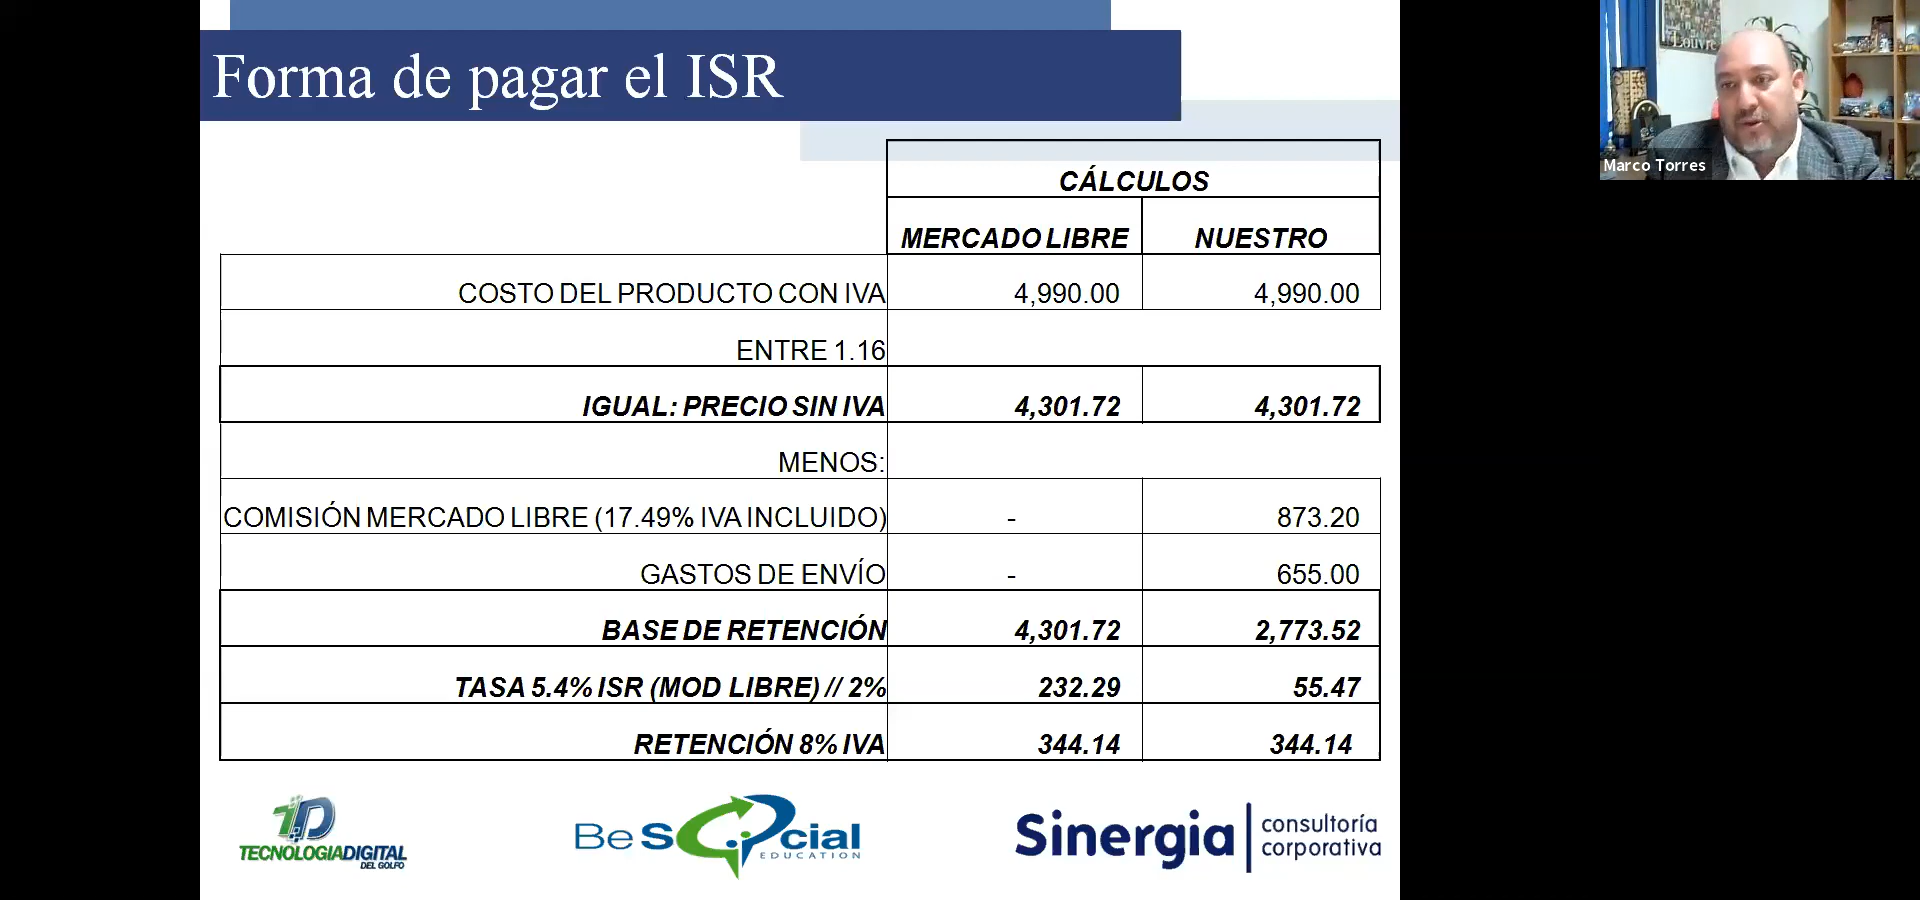 Forma de pagar el ISR
CÁLCULOS
MERCADO LIBRE NUESTRO
COSTO DEL PRODUCTO CON IVA 4,990.00 4,990.00
ENTRE 1.16
IGUAL: PRECIO SIN IVA 4,301.72 4,301.72
MENOS:
COMISIÓN MERCADO LIBRE (17.49% IVA INCLUIDO) - 873.20
GASTOS DE ENVÍO - 655.00
BASE DE RETENCIÓN 4,301.72 2,773.52
TASA 5.4% ISR (MOD LIBRE) // 2% 232.29 55.47
RETENCIÓN 8% IVA 344.14 344.14
TD
TECNOLOGIADIGITAL
DEL GOLFO
Be Social
EDUCATION
Sinergia
consultoría
corporativa
Louvre
Marco Torres